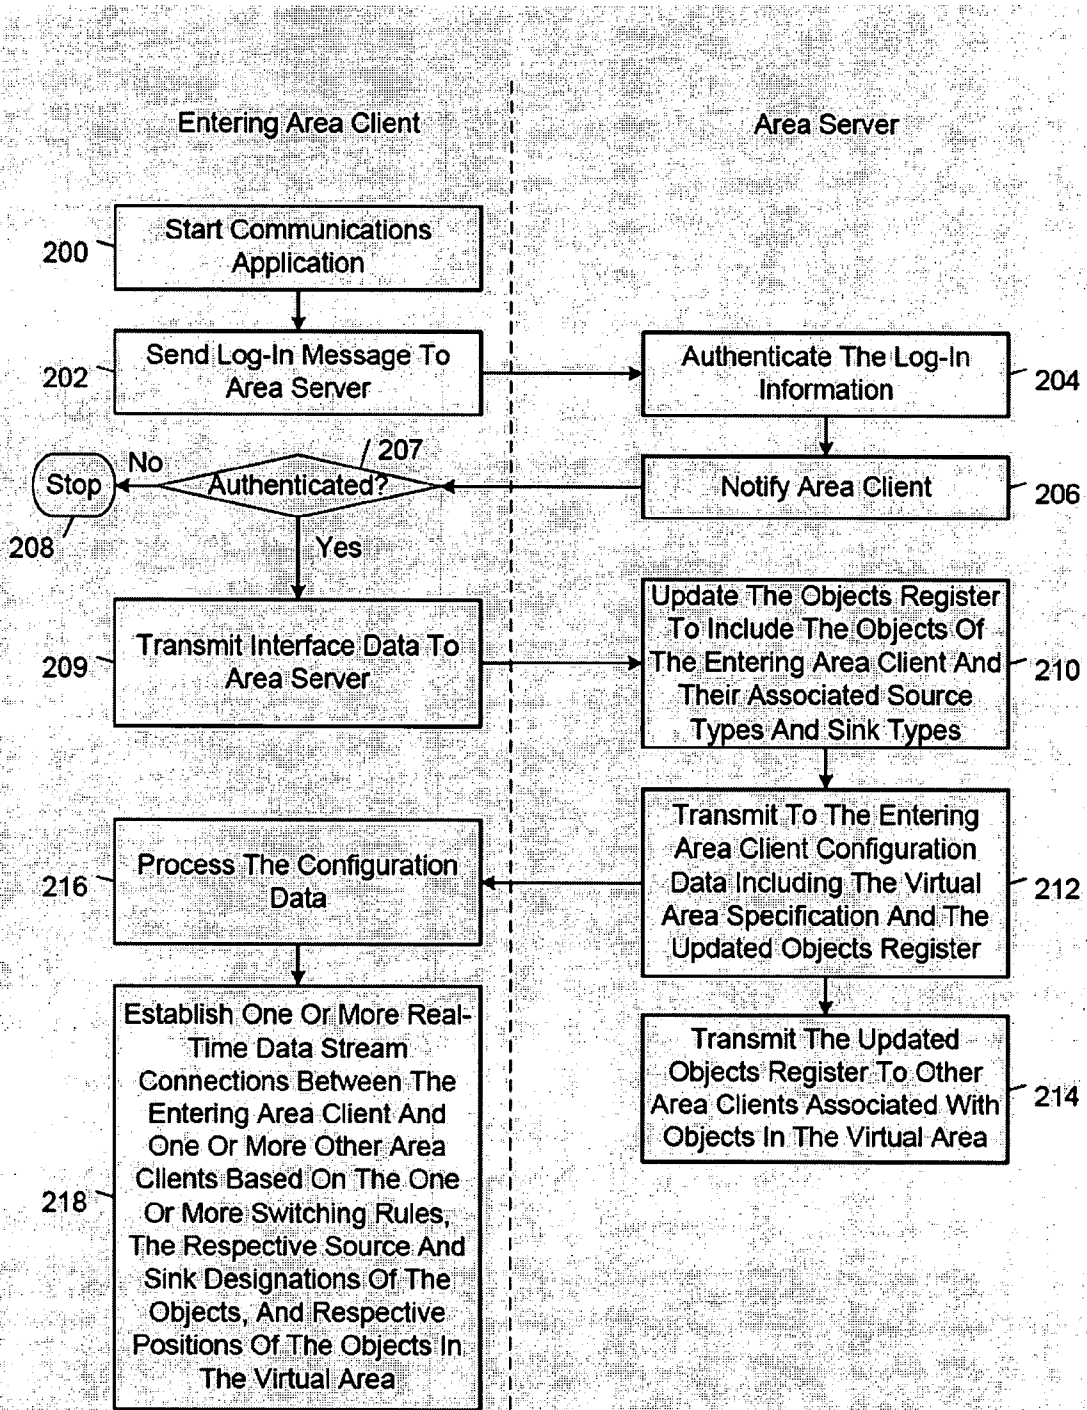 Entering Area Client
Area Server
200
Start Communications
Application
202
Send Log-In Message To
Area Server
Authenticate The Log-In
Information
204
207
No
Stop
Authenticated?
Notify Area Client
206
208
Yes
209
Transmit Interface Data To
Area Server
Update The Objects Register
To Include The Objects Of
The Entering Area Client And
Their Associated Source
Types And Sink Types
210
216
Process The Configuration
Data
Transmit To The Entering
Area Client Configuration
Data Including The Virtual
Area Specification And The
Updated Objects Register
212
218
Establish One Or More Real-
Time Data Stream
Connections Between The
Entering Area Client And
One Or More Other Area
Clients Based On The One
Or More Switching Rules,
The Respective Source And
Sink Designations Of The
Objects, And Respective
Positions Of The Objects In
The Virtual Area
Transmit The Updated
Objects Register To Other
Area Clients Associated With
Objects In The Virtual Area
214